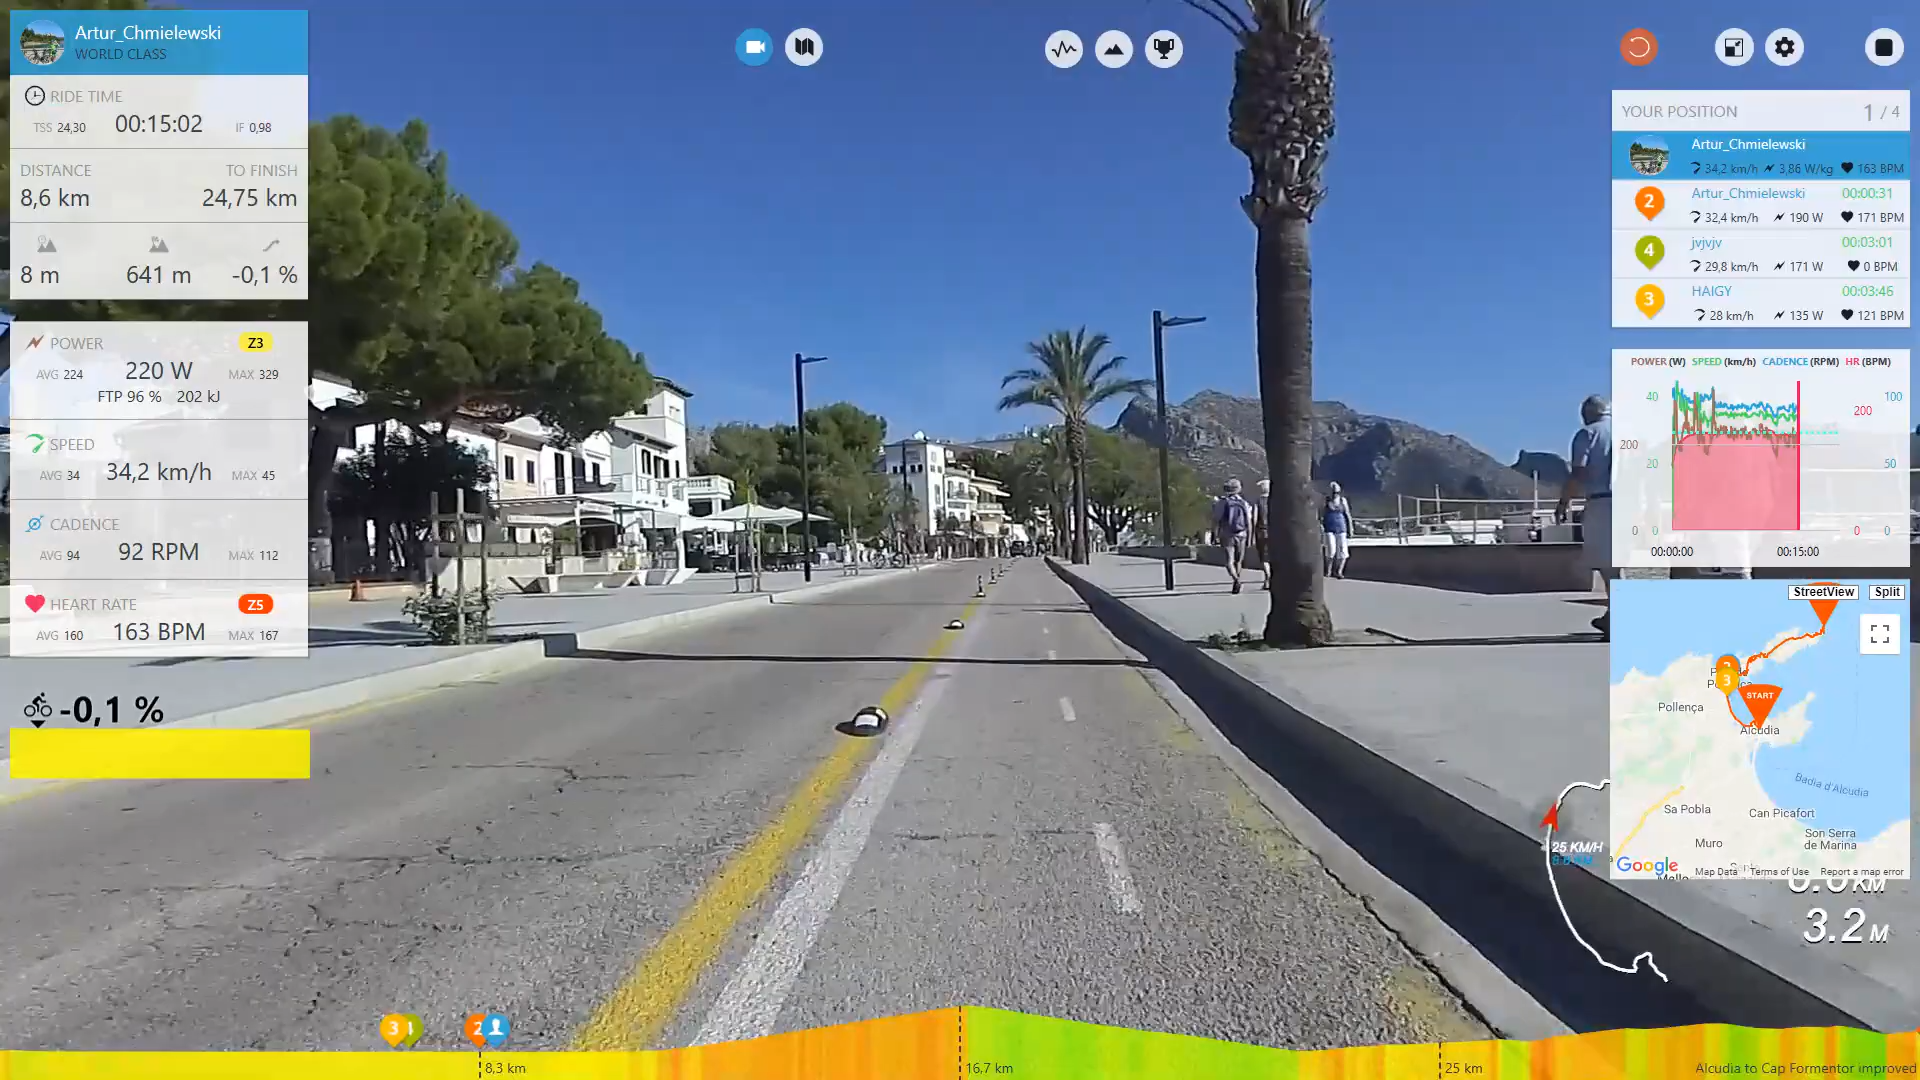 Artur_Chmielewski
WORLD CLASS
RIDE TIME
TSS 24,30 00:15:02 IF 0,98
DISTANCE TO FINISH
8,6 km 24,75 km
8 m 641 m -0,1 %
POWER Z3
AVG 224 220 W MAX 329
FTP 96 % 202 kJ
SPEED
AVG 34 34,2 km/h MAX 45
CADENCE
AVG 94 92 RPM MAX 112
HEART RATE Z5
AVG 160 163 BPM MAX 167
-0,1 %
YOUR POSITION 1 / 4
Artur_Chmielewski
34,2 km/h 3,86 W/kg 163 BPM
2 Artur_Chmielewski 00:00:31
32,4 km/h 190 W 171 BPM
4 jvjvjv 00:03:01
29,8 km/h 171 W 0 BPM
3 HAIGY 00:03:46
28 km/h 135 W 121 BPM
POWER (W) SPEED (km/h) CADENCE (RPM) HR (BPM)
40 100
200
200
20 50
0 0 0 0
00:00:00 00:15:00
StreetView Split
3
START
Pollença
Alcudia
Badia d'Alcudia
Sa Pobla Can Picafort
Son Serra
de Marina
Muro
Google
Map Data Terms of Use Report a map error
25 KM/H
3.2 M
3 2
8,3 km 16,7 km 25 km Alcudia to Cap Formentor improved